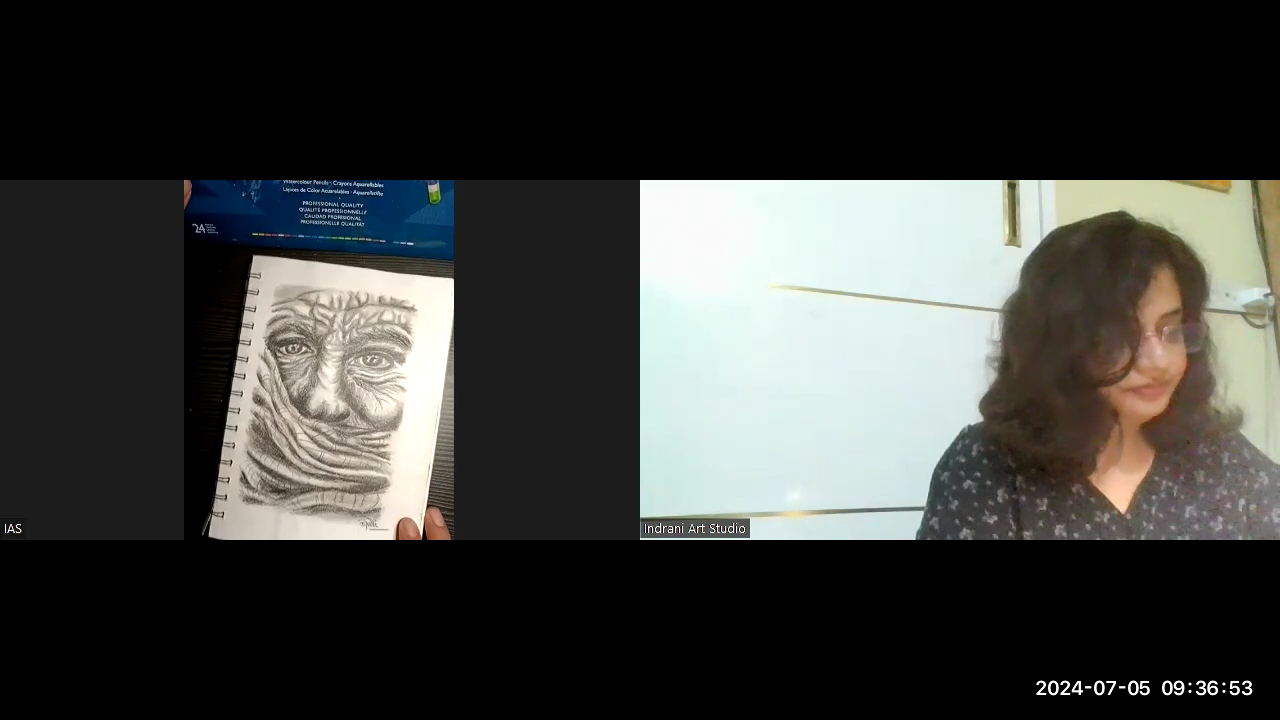 Watercolour Pencils · Crayons Aquarellables
Lápices de Color Acuarelables · Aquarellstifte
PROFESSIONAL QUALITY
QUALITÉ PROFESSIONNELLE
CALIDAD PROFESIONAL
PROFESSIONELLE QUALITÄT
24
IAS
Indrani Art Studio
2024-07-05 09:36:53